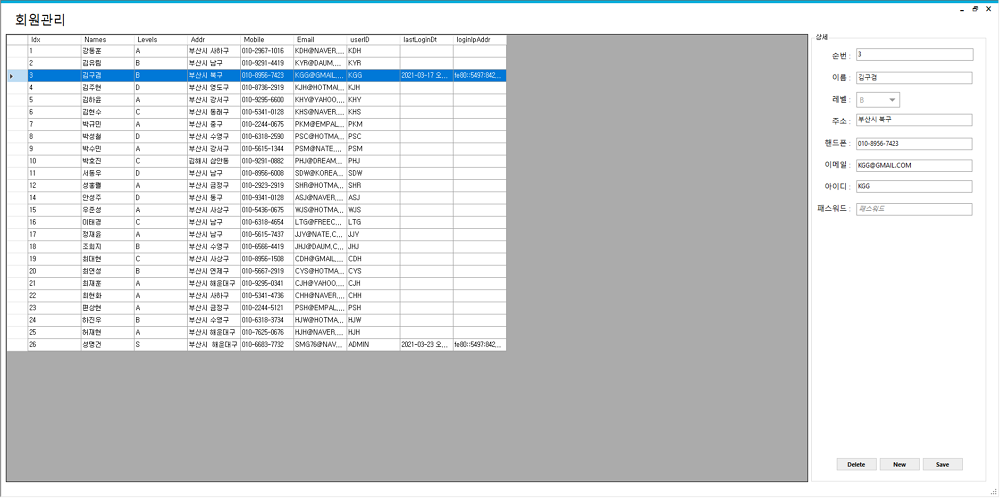 회원관리
Idx Names Levels Addr Mobile Email userID lastLoginDt loginIpAddr
1 강동훈 A 부산시 사하구 010-2967-1016 KDH@NAVER,... KDH
2 김유림 B 부산시 남구 010-9291-4419 KYR@DAUM,... KYR
3 김구겸 B 부산시 북구 010-8956-7423 KGG@GMAIL,... KGG 2021-03-17 오... fe80::5497:842...
4 김주현 D 부산시 영도구 010-8736-2919 KJH@HOTMAI... KJH
5 김하윤 A 부산시 강서구 010-9295-6600 KHY@YAHOO,... KHY
6 김현수 C 부산시 동래구 010-5341-0128 KHS@NAVER,... KHS
7 박규민 A 부산시 중구 010-2244-0675 PKM@EMPAL,... PKM
8 박성철 D 부산시 수영구 010-6318-2590 PSC@HOTMA... PSC
9 박수민 A 부산시 강서구 010-5615-1344 PSM@NATE,... PSM
10 박호진 C 김해시 삼안동 010-9291-0882 PHJ@DREAM... PHJ
11 서동우 D 부산시 남구 010-8956-6008 SDW@KOREA... SDW
12 성홍률 A 부산시 금정구 010-2923-2919 SHR@HOTMA... SHR
14 안성주 D 부산시 동구 010-9341-0128 ASJ@NAVER,... ASJ
15 우준성 A 부산시 사상구 010-5436-0675 WJS@HOTMA... WJS
16 이태경 C 부산시 남구 010-6318-4654 LTG@FREEC... LTG
17 정재윤 A 부산시 남구 010-5615-7437 JJY@NATE,C... JJY
18 조희지 B 부산시 수영구 010-6566-4419 JHJ@DAUM,C... JHJ
19 최대현 C 부산시 사상구 010-8956-1508 CDH@GMAIL,... CDH
20 최연성 B 부산시 연제구 010-5667-2919 CYS@HOTMA... CYS
21 최재훈 A 부산시 해운대구 010-9295-0341 CJH@YAHOO,... CJH
22 최현화 A 부산시 사하구 010-5341-4736 CHH@NAVER,... CHH
23 편상현 A 부산시 금정구 010-2244-5121 PSH@EMPAL,... PSH
24 하진우 B 부산시 수영구 010-6318-3734 HJW@HOTMA... HJW
25 허재현 A 부산시 해운대구 010-7625-0676 HJH@NAVER,... HJH
26 성명건 S 부산시 해운대구 010-6683-7732 SMG76@NAV... ADMIN 2021-03-23 오... fe80::5497:842...
상세
순번 : 3
이름 : 김구겸
레벨 : B
주소 : 부산시 북구
핸드폰 : 010-8956-7423
이메일 : KGG@GMAIL.COM
아이디 : KGG
패스워드 : 패스워드
Delete New Save